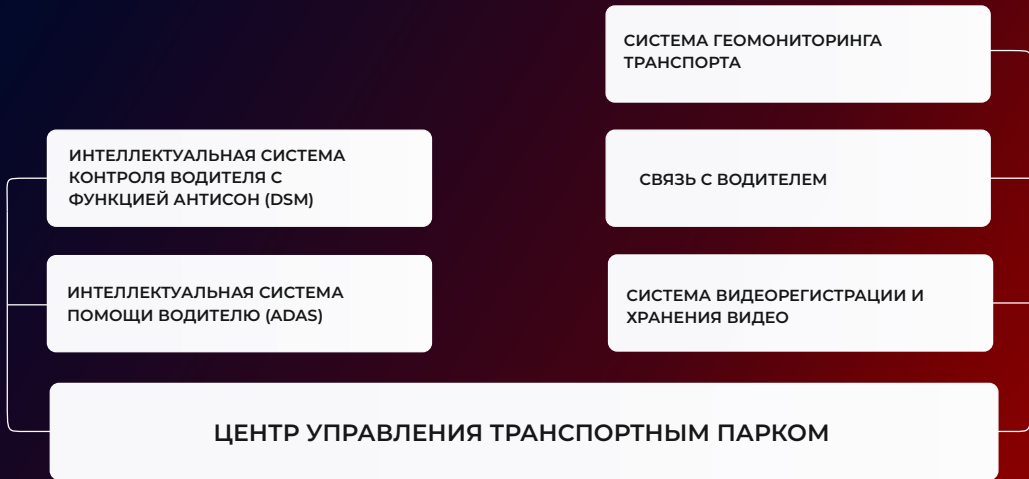 СИСТЕМА ГЕОМОНИТОРИНГА
ТРАНСПОРТА
ИНТЕЛЛЕКТУАЛЬНАЯ СИСТЕМА
КОНТРОЛЯ ВОДИТЕЛЯ С
ФУНКЦИЕЙ АНТИСОН (DSM)
СВЯЗЬ С ВОДИТЕЛЕМ
ИНТЕЛЛЕКТУАЛЬНАЯ СИСТЕМА
ПОМОЩИ ВОДИТЕЛЮ (ADAS)
СИСТЕМА ВИДЕОРЕГИСТРАЦИИ И
ХРАНЕНИЯ ВИДЕО
ЦЕНТР УПРАВЛЕНИЯ ТРАНСПОРТНЫМ ПАРКОМ